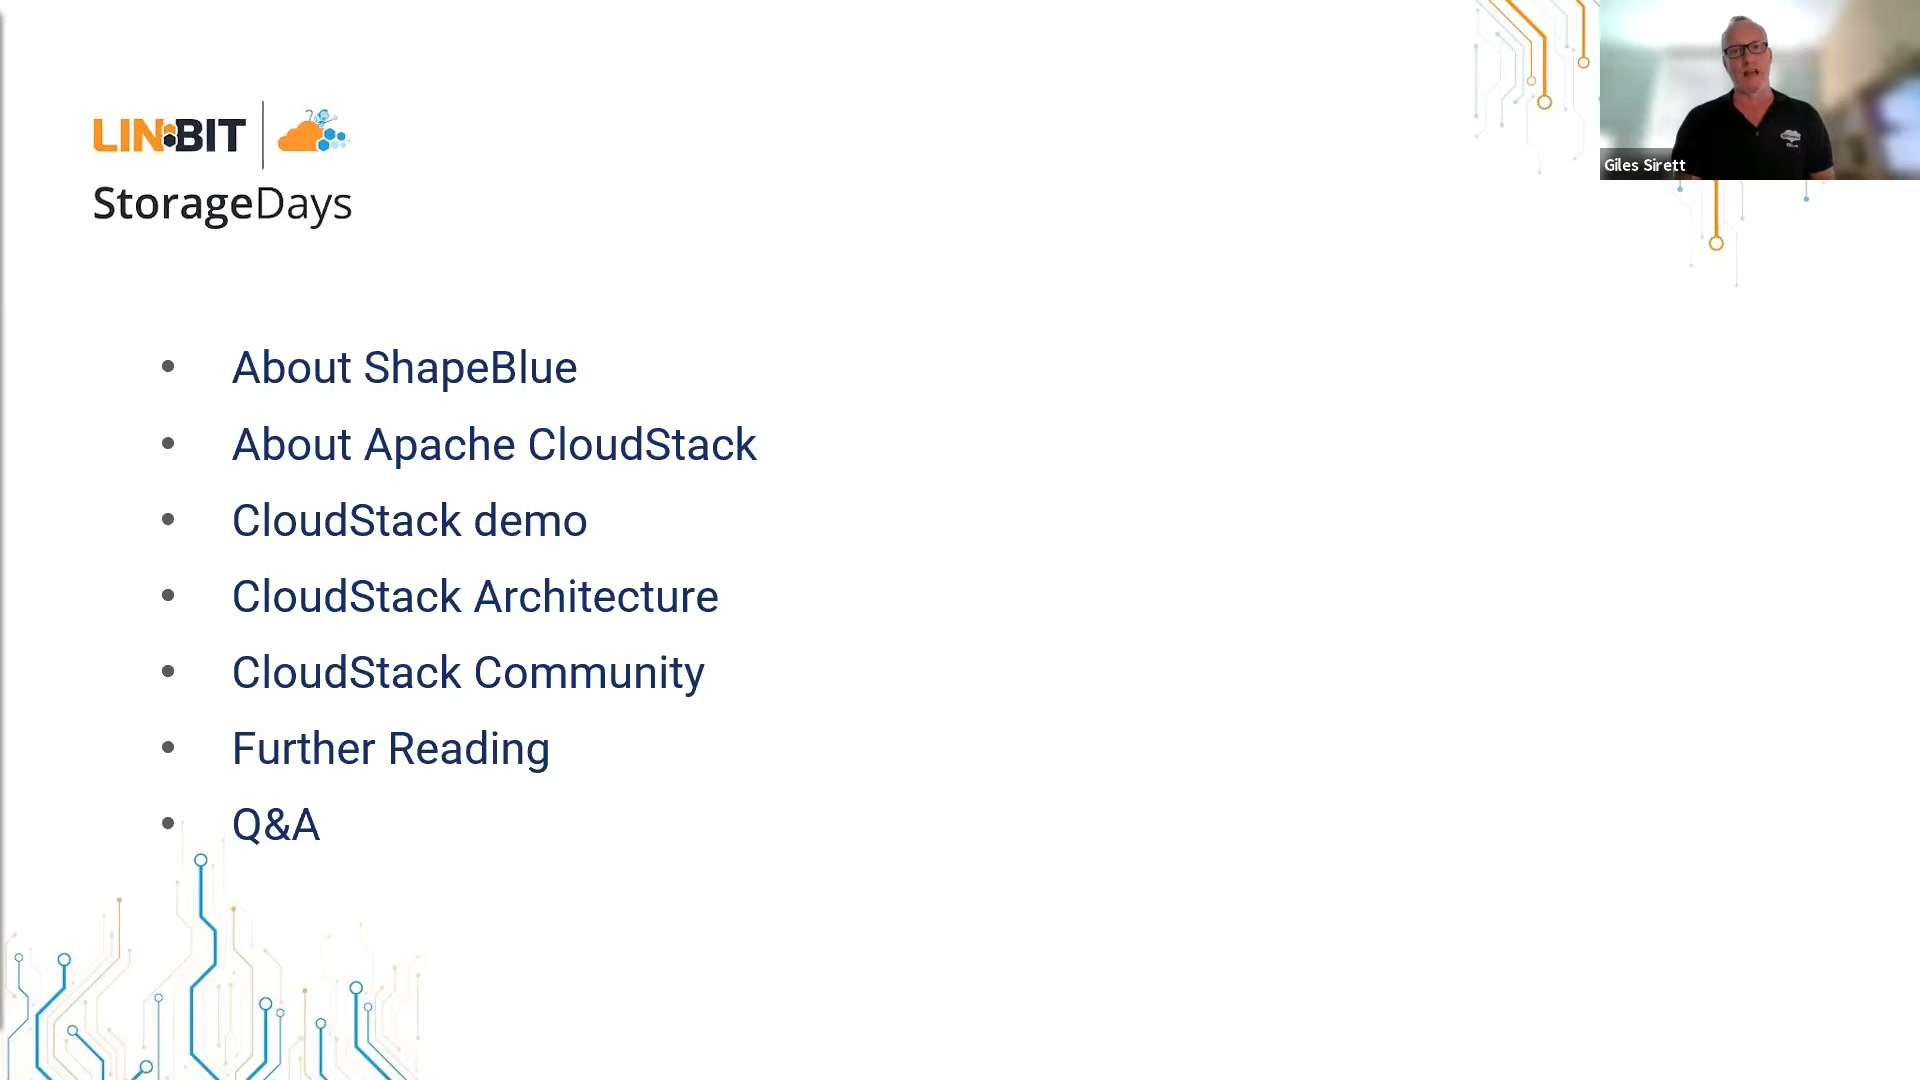 LINBIT
StorageDays
Giles Sirett
• About ShapeBlue
• About Apache CloudStack
• CloudStack demo
• CloudStack Architecture
• CloudStack Community
• Further Reading
• Q&A